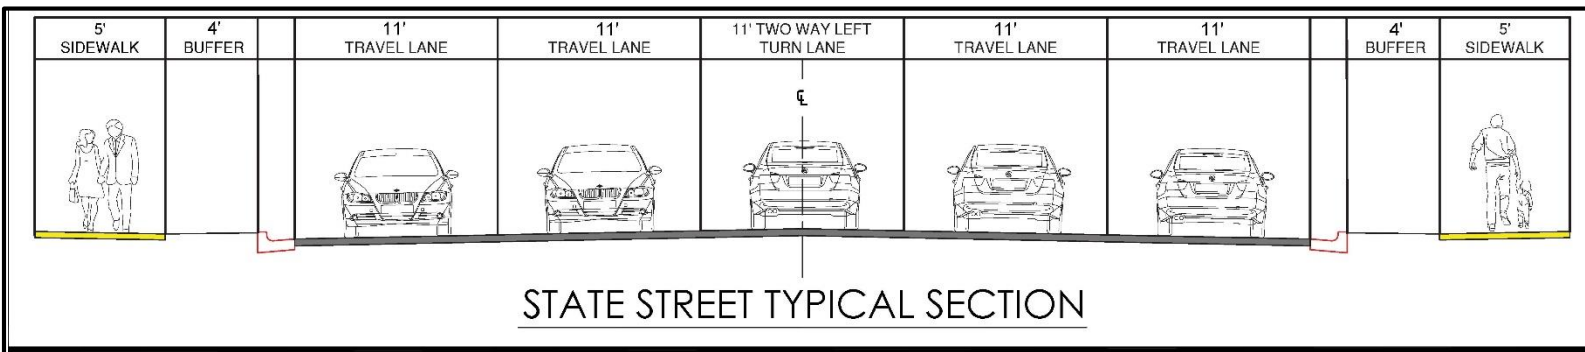 5'
SIDEWALK
4'
BUFFER
11'
TRAVEL LANE
11'
TRAVEL LANE
11' TWO WAY LEFT
TURN LANE
11'
TRAVEL LANE
11'
TRAVEL LANE
4'
BUFFER
5'
SIDEWALK
℄
STATE STREET TYPICAL SECTION